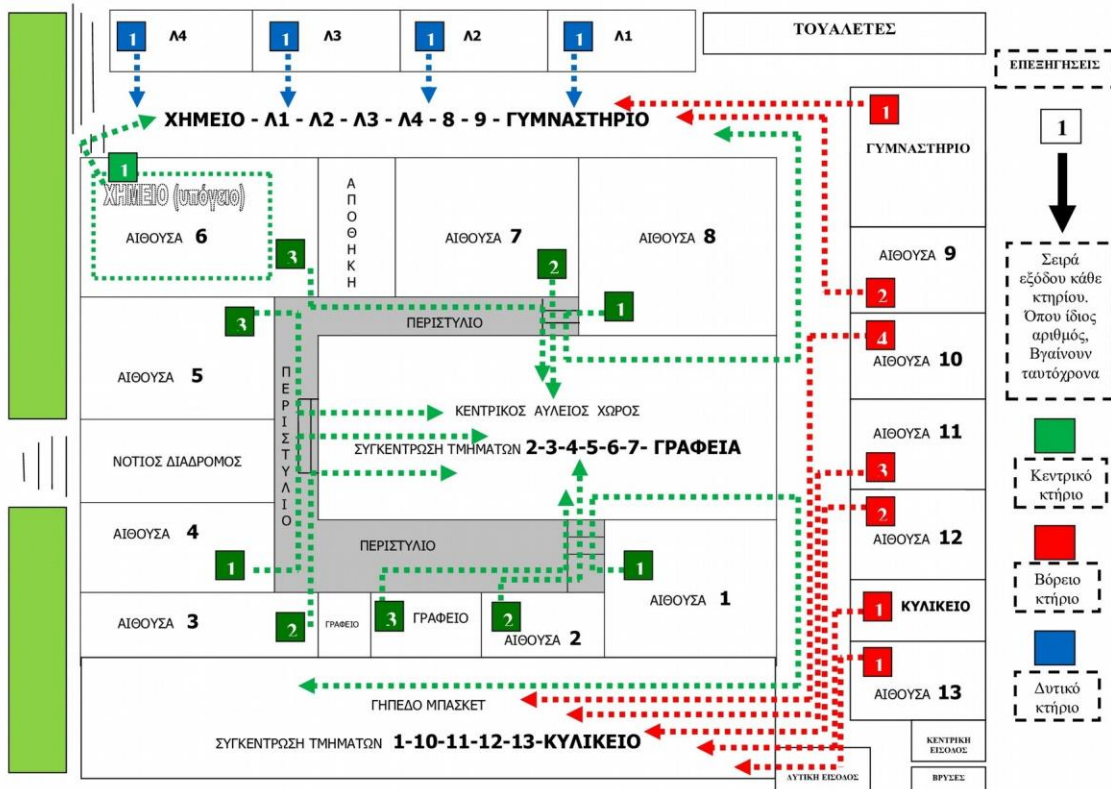 1 Λ4 1 Λ3 1 Λ2 1 Λ1
ΤΟΥΑΛΕΤΕΣ
ΧΗΜΕΙΟ - Λ1 - Λ2 - Λ3 - Λ4 - 8 - 9 - ΓΥΜΝΑΣΤΗΡΙΟ
1
ΧΗΜΕΙΟ (υπόγειο)
ΑΙΘΟΥΣΑ 6
3
ΑΠΟΘΗΚΗ
ΑΙΘΟΥΣΑ 7
2
ΑΙΘΟΥΣΑ 8
1
3
ΑΙΘΟΥΣΑ 5
ΠΕΡΙΣΤΥΛΙΟ
ΠΕΡΙΣΤΥΛΙΟ
ΚΕΝΤΡΙΚΟΣ ΑΥΛΕΙΟΣ ΧΩΡΟΣ
ΣΥΓΚΕΝΤΡΩΣΗ ΤΜΗΜΑΤΩΝ 2-3-4-5-6-7- ΓΡΑΦΕΙΑ
ΝΟΤΙΟΣ ΔΙΑΔΡΟΜΟΣ
ΑΙΘΟΥΣΑ 4
1
ΠΕΡΙΣΤΥΛΙΟ
ΑΙΘΟΥΣΑ 3
2
ΓΡΑΦΕΙΟ
3
ΓΡΑΦΕΙΟ
2
ΑΙΘΟΥΣΑ 2
1
ΑΙΘΟΥΣΑ 1
ΓΗΠΕΔΟ ΜΠΑΣΚΕΤ
ΣΥΓΚΕΝΤΡΩΣΗ ΤΜΗΜΑΤΩΝ 1-10-11-12-13-ΚΥΛΙΚΕΙΟ
1
ΓΥΜΝΑΣΤΗΡΙΟ
ΑΙΘΟΥΣΑ 9
2
4
ΑΙΘΟΥΣΑ 10
ΑΙΘΟΥΣΑ 11
3
2
ΑΙΘΟΥΣΑ 12
1 ΚΥΛΙΚΕΙΟ
1
ΑΙΘΟΥΣΑ 13
ΚΕΝΤΡΙΚΗ
ΕΙΣΟΔΟΣ
ΔΥΤΙΚΗ ΕΙΣΟΔΟΣ
ΒΡΥΣΕΣ
ΕΠΕΞΗΓΗΣΕΙΣ
1
Σειρά
εξόδου κάθε
κτηρίου.
Όπου ίδιος
αριθμός,
Βγαίνουν
ταυτόχρονα
Κεντρικό
κτήριο
Βόρειο
κτήριο
Δυτικό
κτήριο